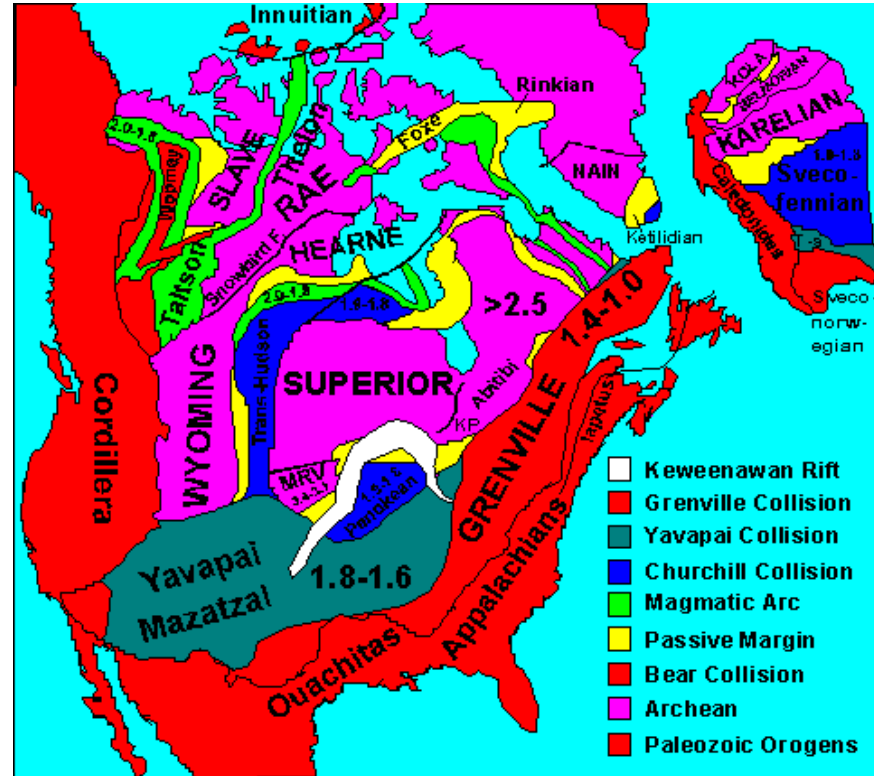 Innuitian
Rinkian
Foxe
KOLA
BELMORIAN
KARELIAN
2.0-1.8
Wopmay
SLAVE
Thelon
RAE
NAIN
1.9-1.8
Sveco-
fennian
Caledonides
Ketilidian
T-s
Sveco-
norw-
egian
Snowbird F.
HEARNE
Taltson
2.0-1.8
1.9-1.8
>2.5
1.4-1.0
Trans-Hudson
SUPERIOR
Abitibi
KP
Iapetus
Cordillera
WYOMING
MRV
Penokean
GRENVILLE
Yavapai
Mazatzal
1.8-1.6
Appalachians
Ouachitas
Keweenawan Rift
Grenville Collision
Yavapai Collision
Churchill Collision
Magmatic Arc
Passive Margin
Bear Collision
Archean
Paleozoic Orogens